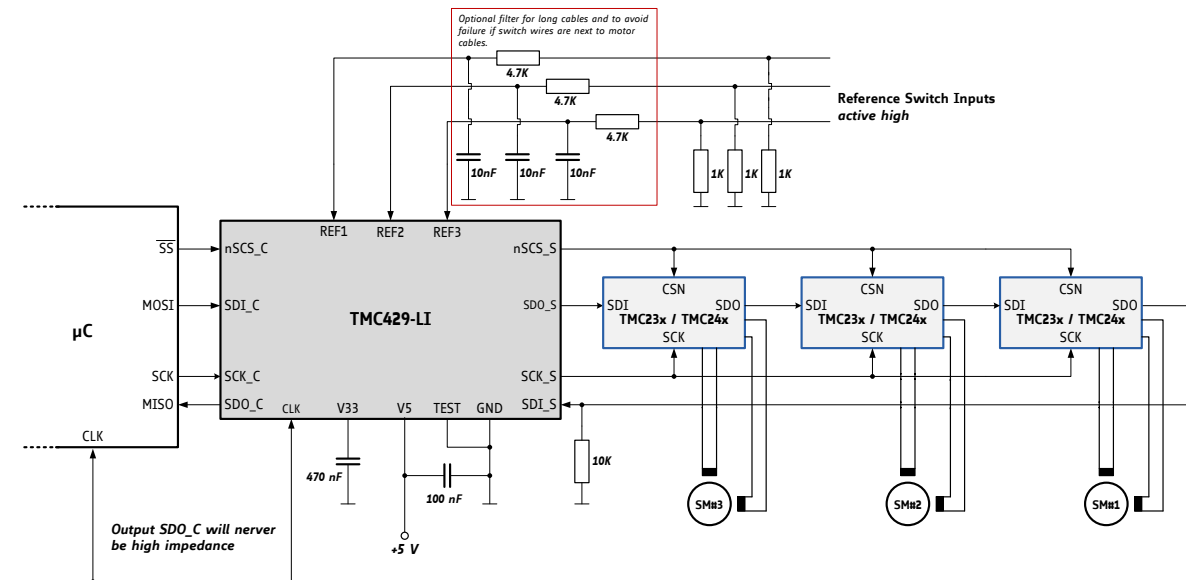 Optional filter for long cables and to avoid
failure if switch wires are next to motor
cables.
4.7K
4.7K
4.7K
Reference Switch Inputs
active high
10nF
10nF
10nF
1K
1K
1K
REF1
REF2
REF3
SS
nSCS_C
nSCS_S
MOSI
SDI_C
SDO_S
µC
TMC429-LI
SCK
SCK_C
SCK_S
MISO
SDO_C
SDI_S
CLK
V33
V5
TEST
GND
CLK
CSN
SDI
SDO
TMC23x / TMC24x
SCK
CSN
SDI
SDO
TMC23x / TMC24x
SCK
CSN
SDI
SDO
TMC23x / TMC24x
SCK
470 nF
100 nF
10K
+5 V
SM#3
SM#2
SM#1
Output SDO_C will nerver
be high impedance